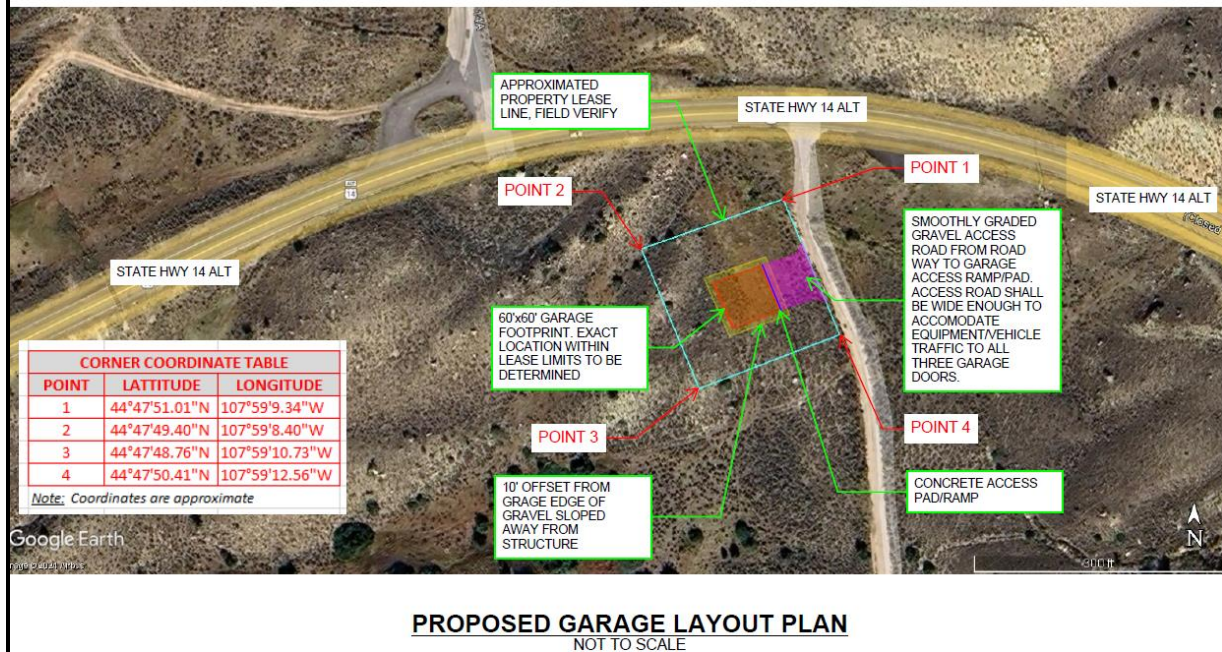 APPROXIMATED
PROPERTY LEASE
LINE, FIELD VERIFY
STATE HWY 14 ALT
POINT 2
POINT 1
14
STATE HWY 14 ALT
SMOOTHLY GRADED
GRAVEL ACCESS
ROAD FROM ROAD
WAY TO GARAGE
ACCESS RAMP/PAD.
ACCESS ROAD SHALL
BE WIDE ENOUGH TO
ACCOMODATE
EQUIPMENT/VEHICLE
TRAFFIC TO ALL
THREE GARAGE
DOORS.
(Closed
STATE HWY 14 ALT
60'x60' GARAGE
FOOTPRINT. EXACT
LOCATION WITHIN
LEASE LIMITS TO BE
DETERMINED
CORNER COORDINATE TABLE
POINT LATTITUDE LONGITUDE
1 44°47'51.01"N 107°59'9.34"W
2 44°47'49.40"N 107°59'8.40"W
3 44°47'48.76"N 107°59'10.73"W
4 44°47'50.41"N 107°59'12.56"W
Note: Coordinates are approximate
POINT 3
POINT 4
10' OFFSET FROM
GRAGE EDGE OF
GRAVEL SLOPED
AWAY FROM
STRUCTURE
CONCRETE ACCESS
PAD/RAMP
Google Earth
N
300 ft
PROPOSED GARAGE LAYOUT PLAN
NOT TO SCALE